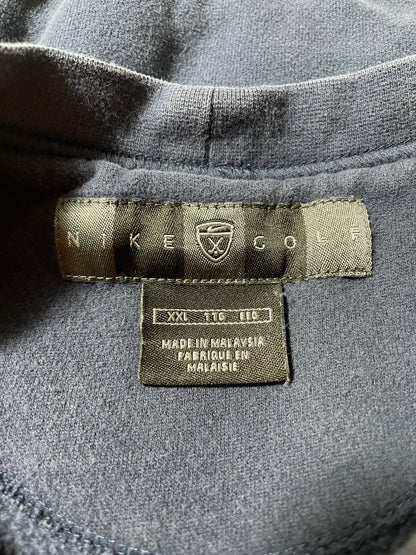 NIKE GOLF
XXL TTG EEG
MADE IN MALAYSIA
FABRIQUE EN
MALAISIE